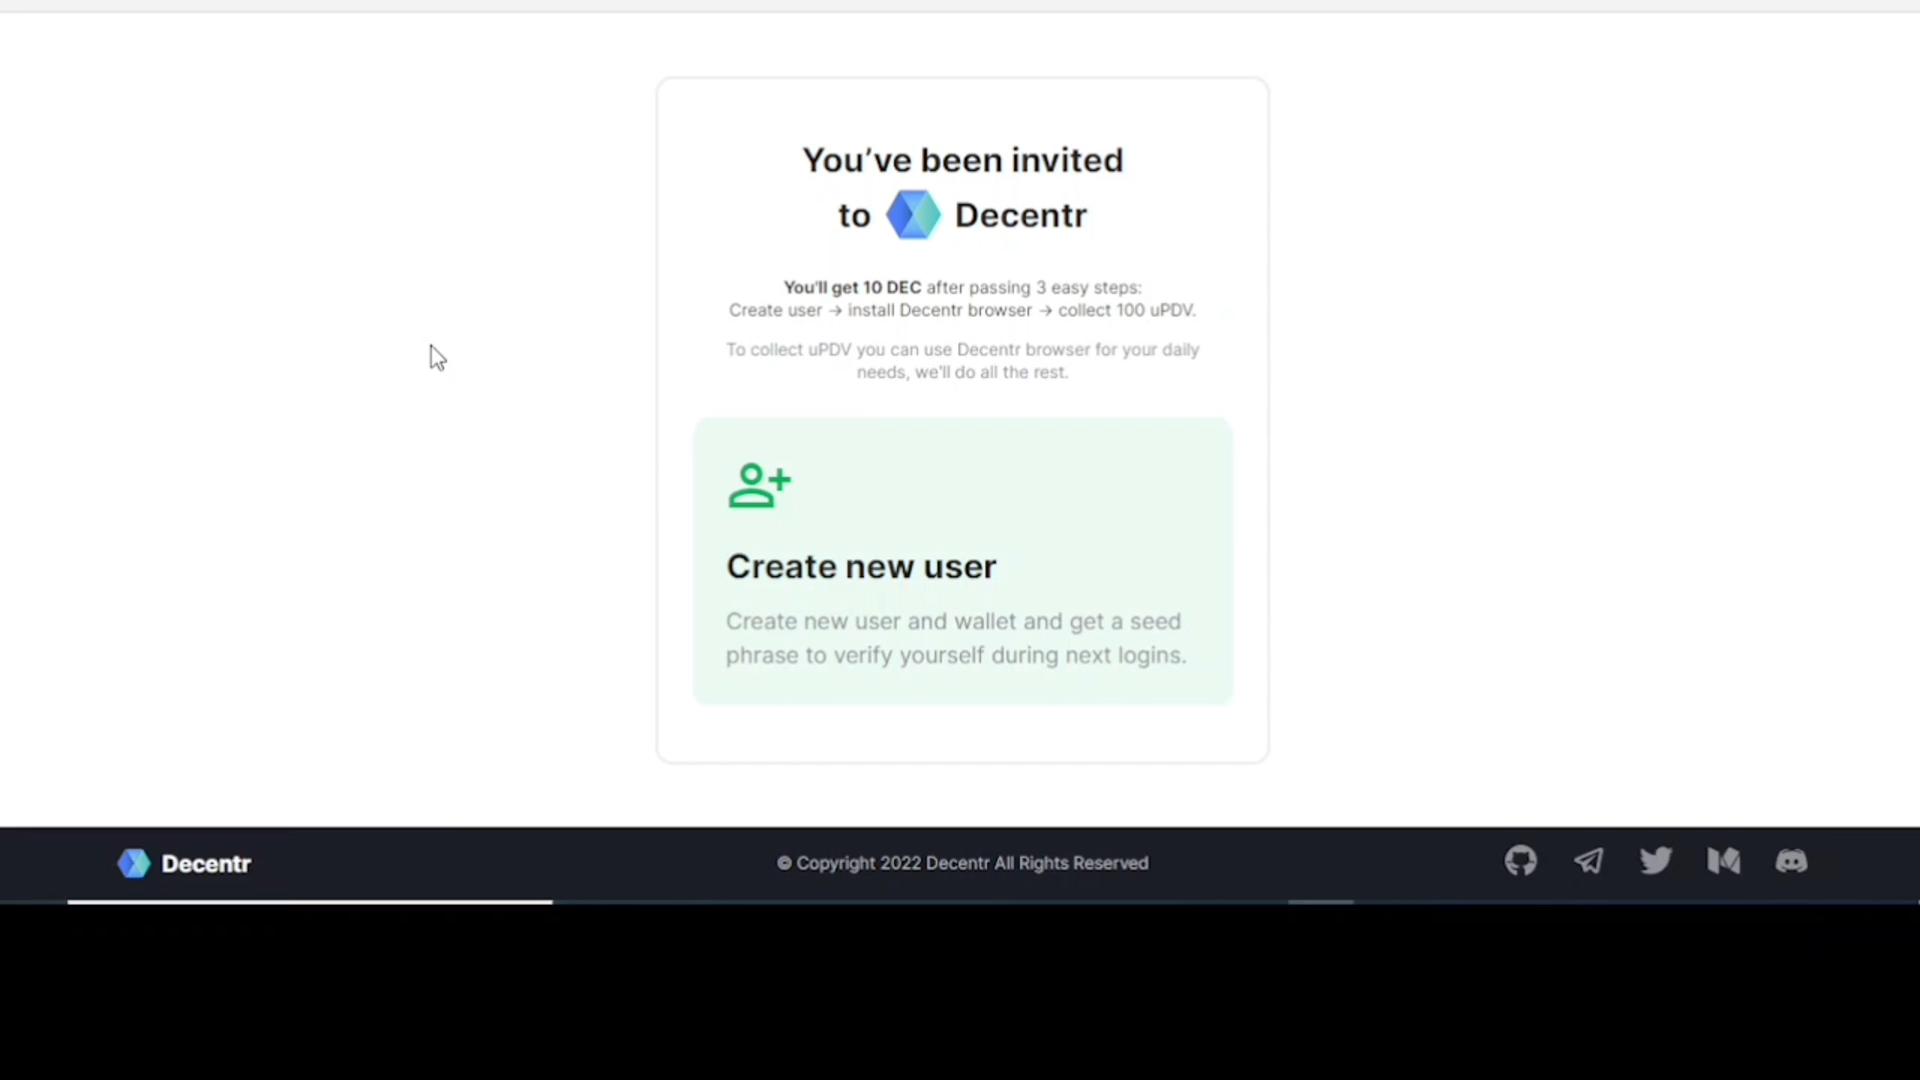 You've been invited
to Decentr
You'll get 10 DEC after passing 3 easy steps:
Create user → install Decentr browser → collect 100 uPDV.
To collect uPDV you can use Decentr browser for your daily
needs, we'll do all the rest.
Create new user
Create new user and wallet and get a seed
phrase to verify yourself during next logins.
Decentr
© Copyright 2022 Decentr All Rights Reserved